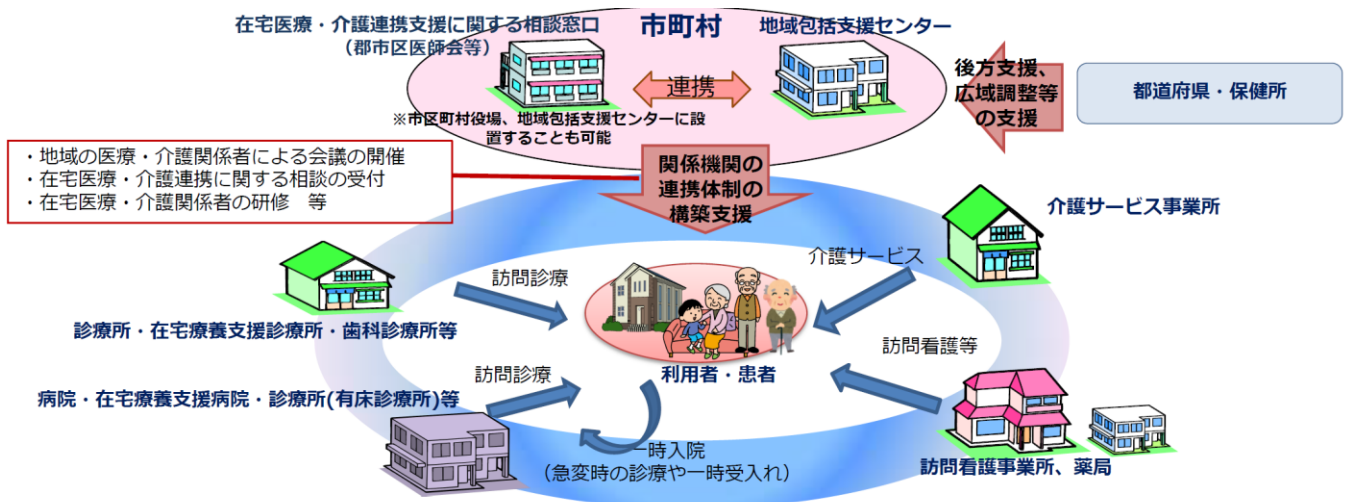 在宅医療・介護連携支援に関する相談窓口
（郡市区医師会等）
市町村
地域包括支援センター
連携
※市区町村役場、地域包括支援センターに設
置することも可能
後方支援、
広域調整等
の支援
都道府県・保健所
・地域の医療・介護関係者による会議の開催
・在宅医療・介護連携に関する相談の受付
・在宅医療・介護関係者の研修　等
関係機関の
連携体制の
構築支援
介護サービス事業所
訪問診療
介護サービス
診療所・在宅療養支援診療所・歯科診療所等
訪問看護等
利用者・患者
訪問診療
病院・在宅療養支援病院・診療所(有床診療所)等
一時入院
（急変時の診療や一時受入れ）
訪問看護事業所、薬局